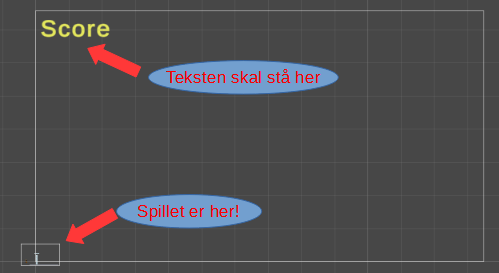 Score
Teksten skal stå her
Spillet er her!